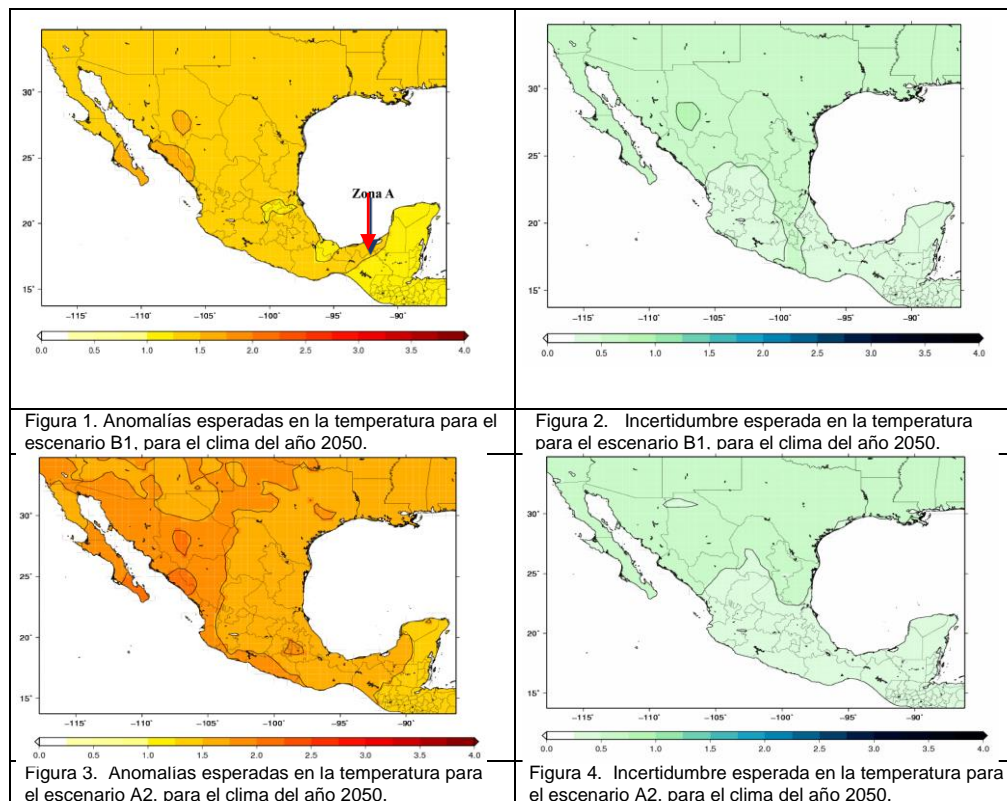 30°
25°
20°
15°
Zona A
-115° -110° -105° -100° -95° -90°
0.0 0.5 1.0 1.5 2.0 2.5 3.0 3.5 4.0
30°
25°
20°
15°
-115° -110° -105° -100° -95° -90°
0.0 0.5 1.0 1.5 2.0 2.5 3.0 3.5 4.0
Figura 1. Anomalías esperadas en la temperatura para el
escenario B1, para el clima del año 2050.
Figura 2. Incertidumbre esperada en la temperatura
para el escenario B1, para el clima del año 2050.
30°
25°
20°
15°
-115° -110° -105° -100° -95° -90°
0.0 0.5 1.0 1.5 2.0 2.5 3.0 3.5 4.0
30°
25°
20°
15°
-115° -110° -105° -100° -95° -90°
0.0 0.5 1.0 1.5 2.0 2.5 3.0 3.5 4.0
Figura 3. Anomalías esperadas en la temperatura para
el escenario A2, para el clima del año 2050.
Figura 4. Incertidumbre esperada en la temperatura para
el escenario A2, para el clima del año 2050.